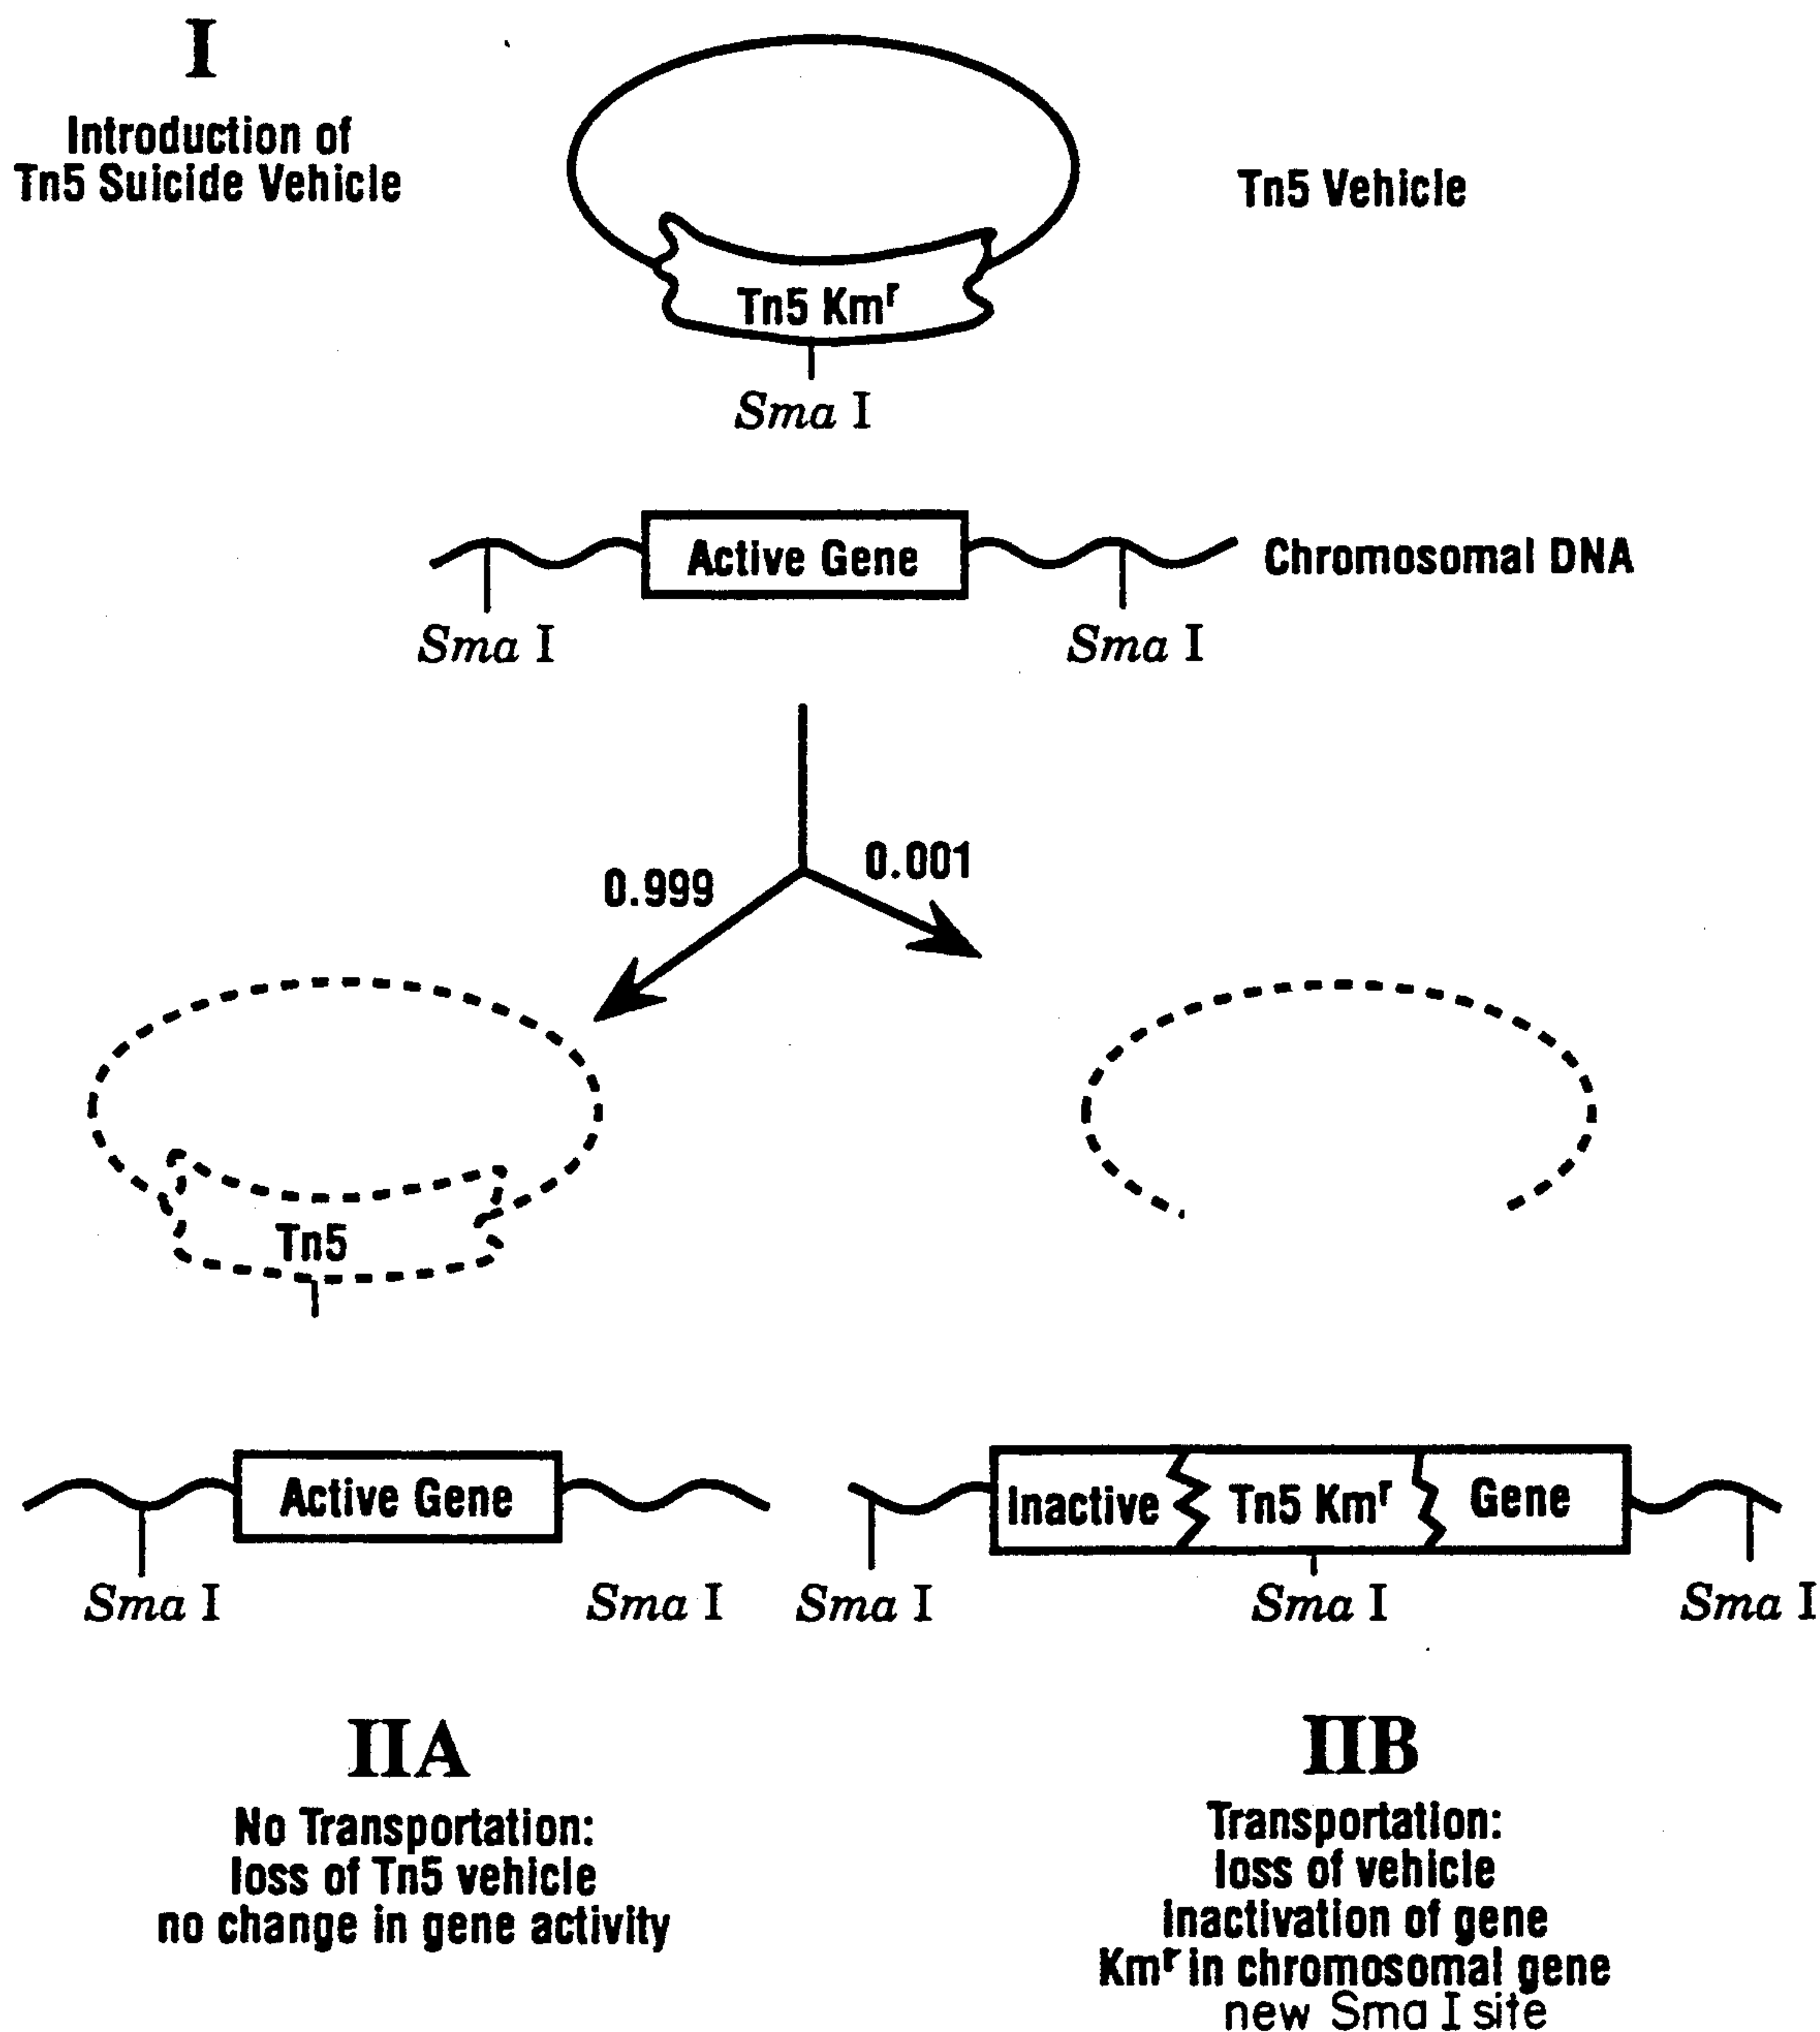 I
Introduction of
Tn5 Suicide Vehicle
Tn5 Vehicle
Tn5 Kmʳ
Sma I
Active Gene
Chromosomal DNA
Sma I
Sma I
0.999
0.001
Tn5
Active Gene
Inactive
Tn5 Kmʳ
Gene
Sma I
Sma I
Sma I
Sma I
Sma I
IIA
No Transportation:
loss of Tn5 vehicle
no change in gene activity
IIB
Transportation:
loss of vehicle
inactivation of gene
Kmʳ in chromosomal gene
new Sma I site